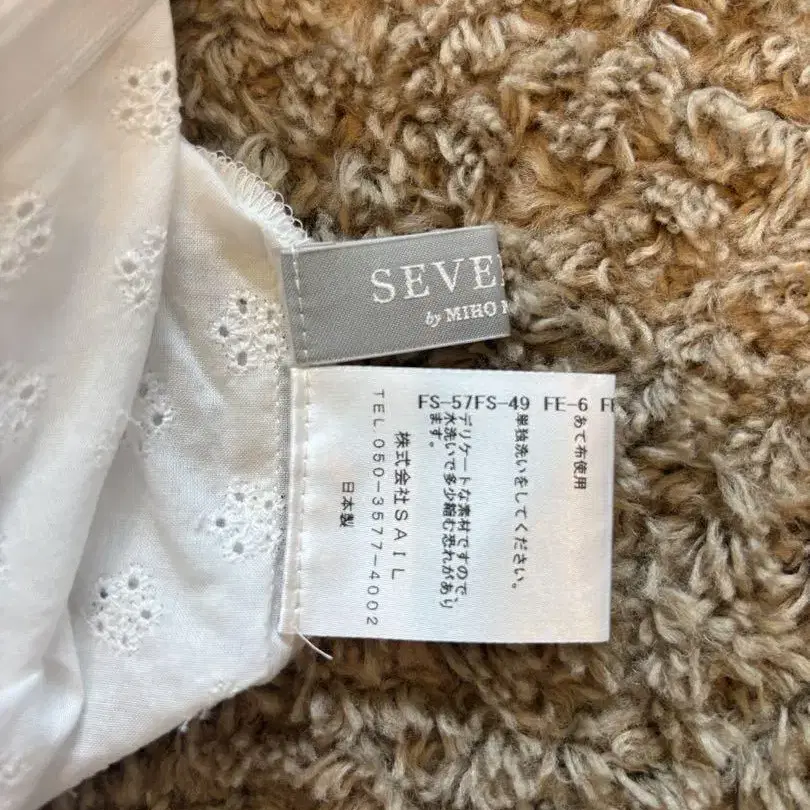 SEVE
by MIHO
FS-57FS-49 FE-6
あて布使用
単独洗いをしてください。
デリケートな素材ですので、
水洗いで多少縮む恐れがあり
ます。
株式会社SAIL
TEL 050-3577-4002
日本製